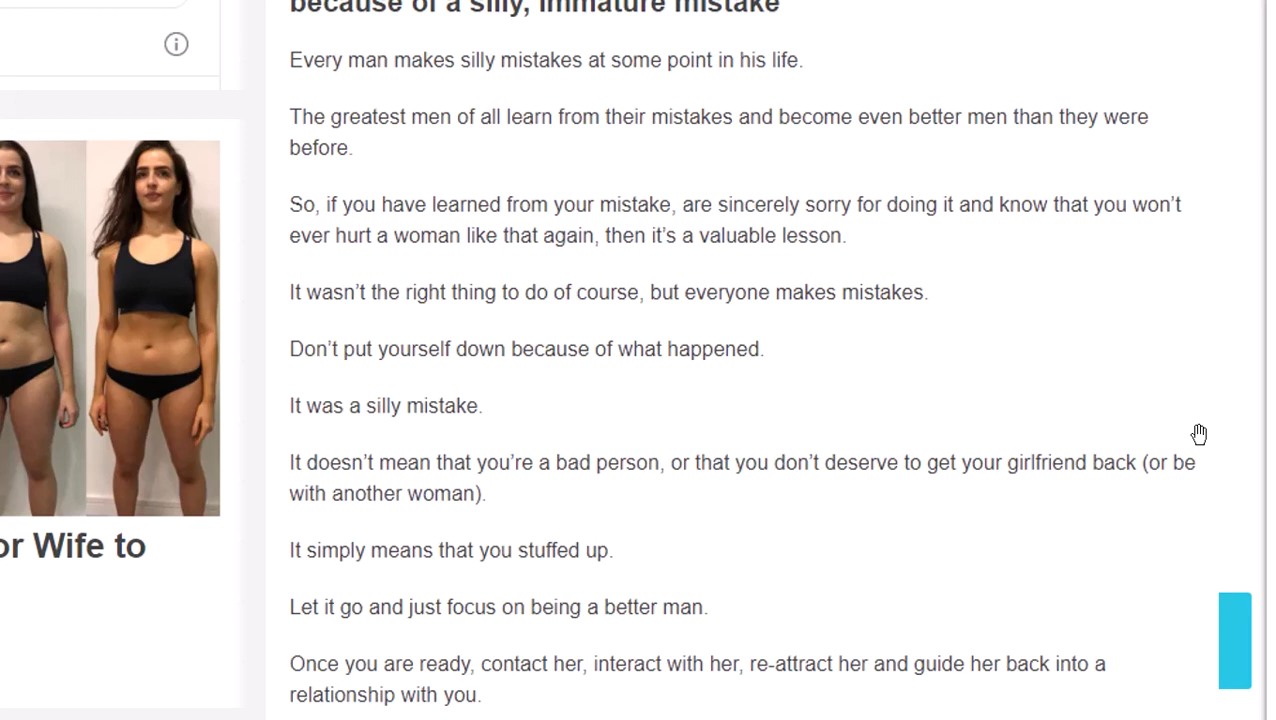 because of a silly, immature mistake
Every man makes silly mistakes at some point in his life.
The greatest men of all learn from their mistakes and become even better men than they were
before.
So, if you have learned from your mistake, are sincerely sorry for doing it and know that you won’t
ever hurt a woman like that again, then it’s a valuable lesson.
It wasn’t the right thing to do of course, but everyone makes mistakes.
Don’t put yourself down because of what happened.
It was a silly mistake.
It doesn’t mean that you’re a bad person, or that you don’t deserve to get your girlfriend back (or be
with another woman).
It simply means that you stuffed up.
Let it go and just focus on being a better man.
Once you are ready, contact her, interact with her, re-attract her and guide her back into a
relationship with you.
or Wife to